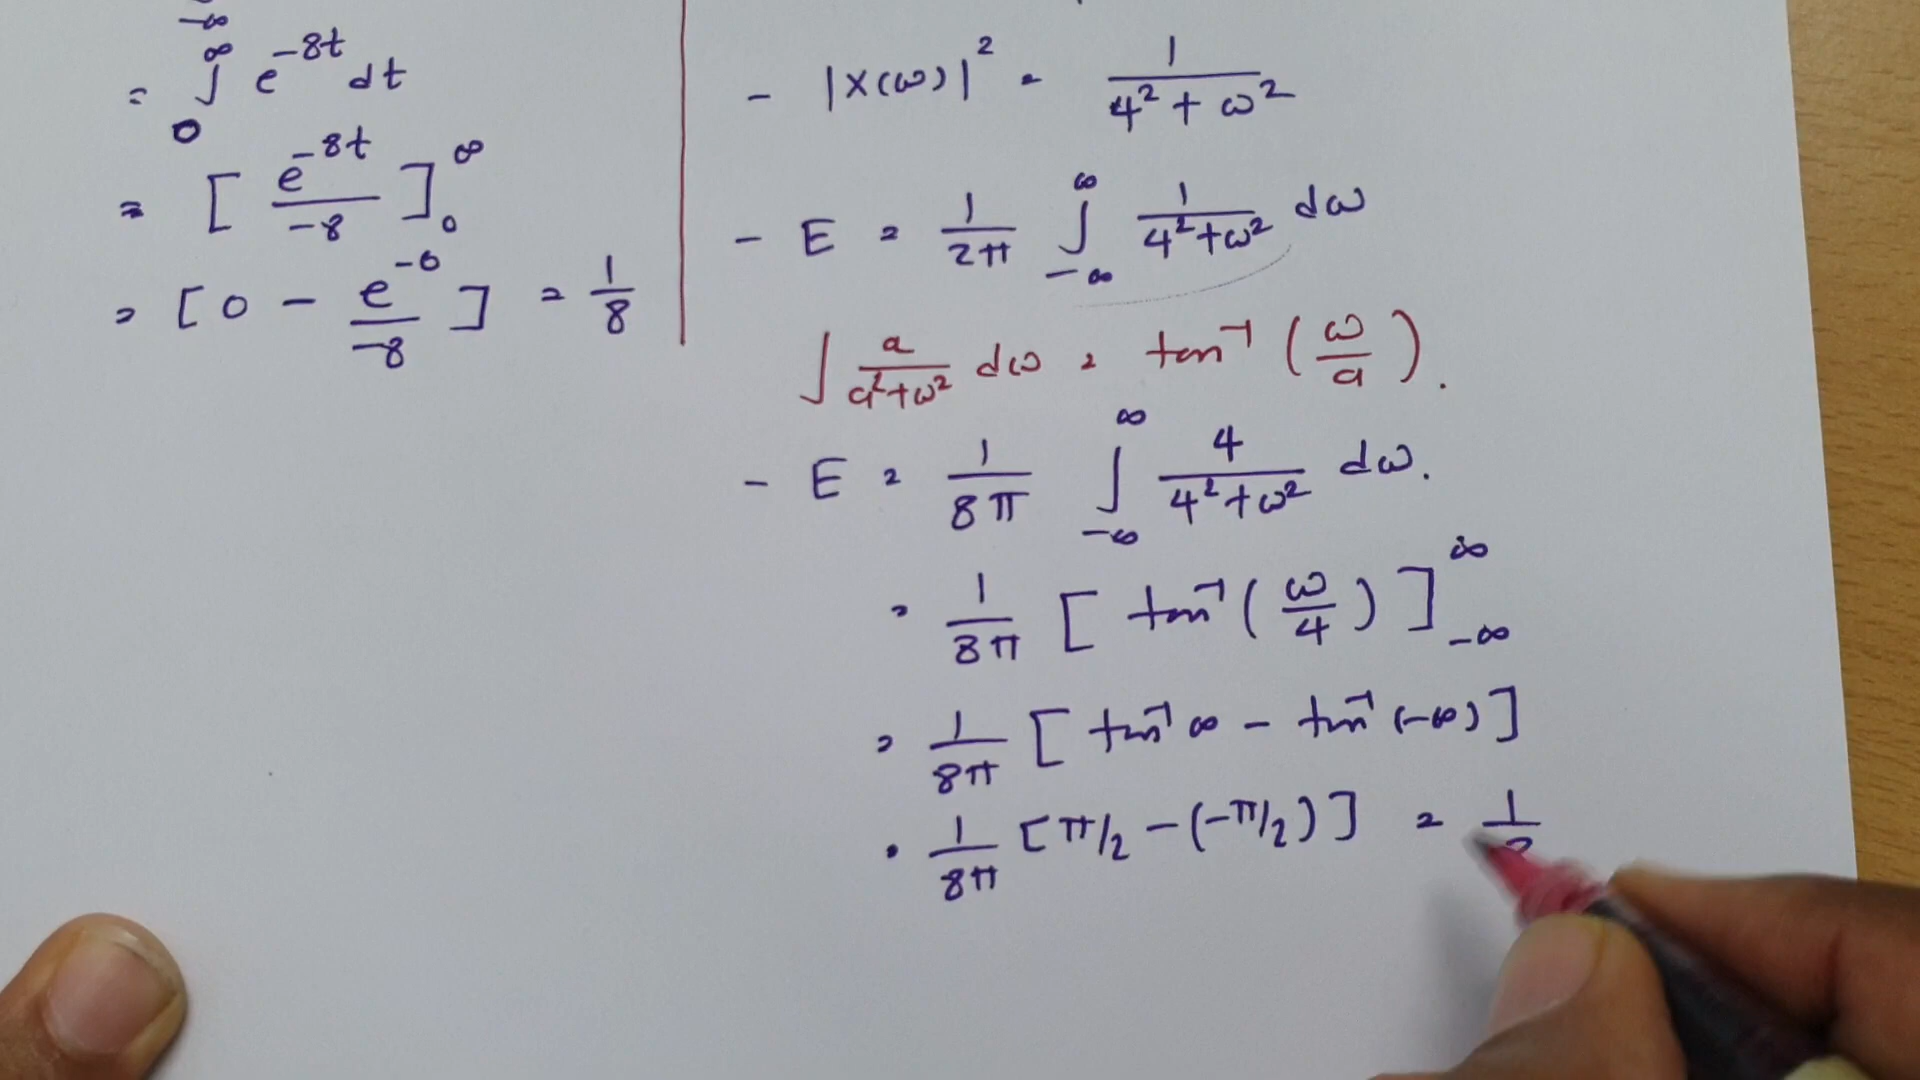 -∞
= ∫₀^∞ e^{-8t} dt
= [ e^{-8t} / -8 ]₀^∞
= [ 0 - e^{-0} / -8 ] = 1/8
- |X(ω)|² = 1 / 4² + ω²
- E = 1/2π ∫_{-∞}^{∞} 1 / 4²+ω² dω
∫ a / a²+ω² dω = tan⁻¹ ( ω/a ).
- E = 1/8π ∫_{-∞}^{∞} 4 / 4²+ω² dω.
= 1/8π [ tan⁻¹ ( ω/4 ) ]_{-∞}^{∞}
= 1/8π [ tan⁻¹ ∞ - tan⁻¹ (-∞) ]
= 1/8π [ π/2 - (-π/2) ] = 1/8